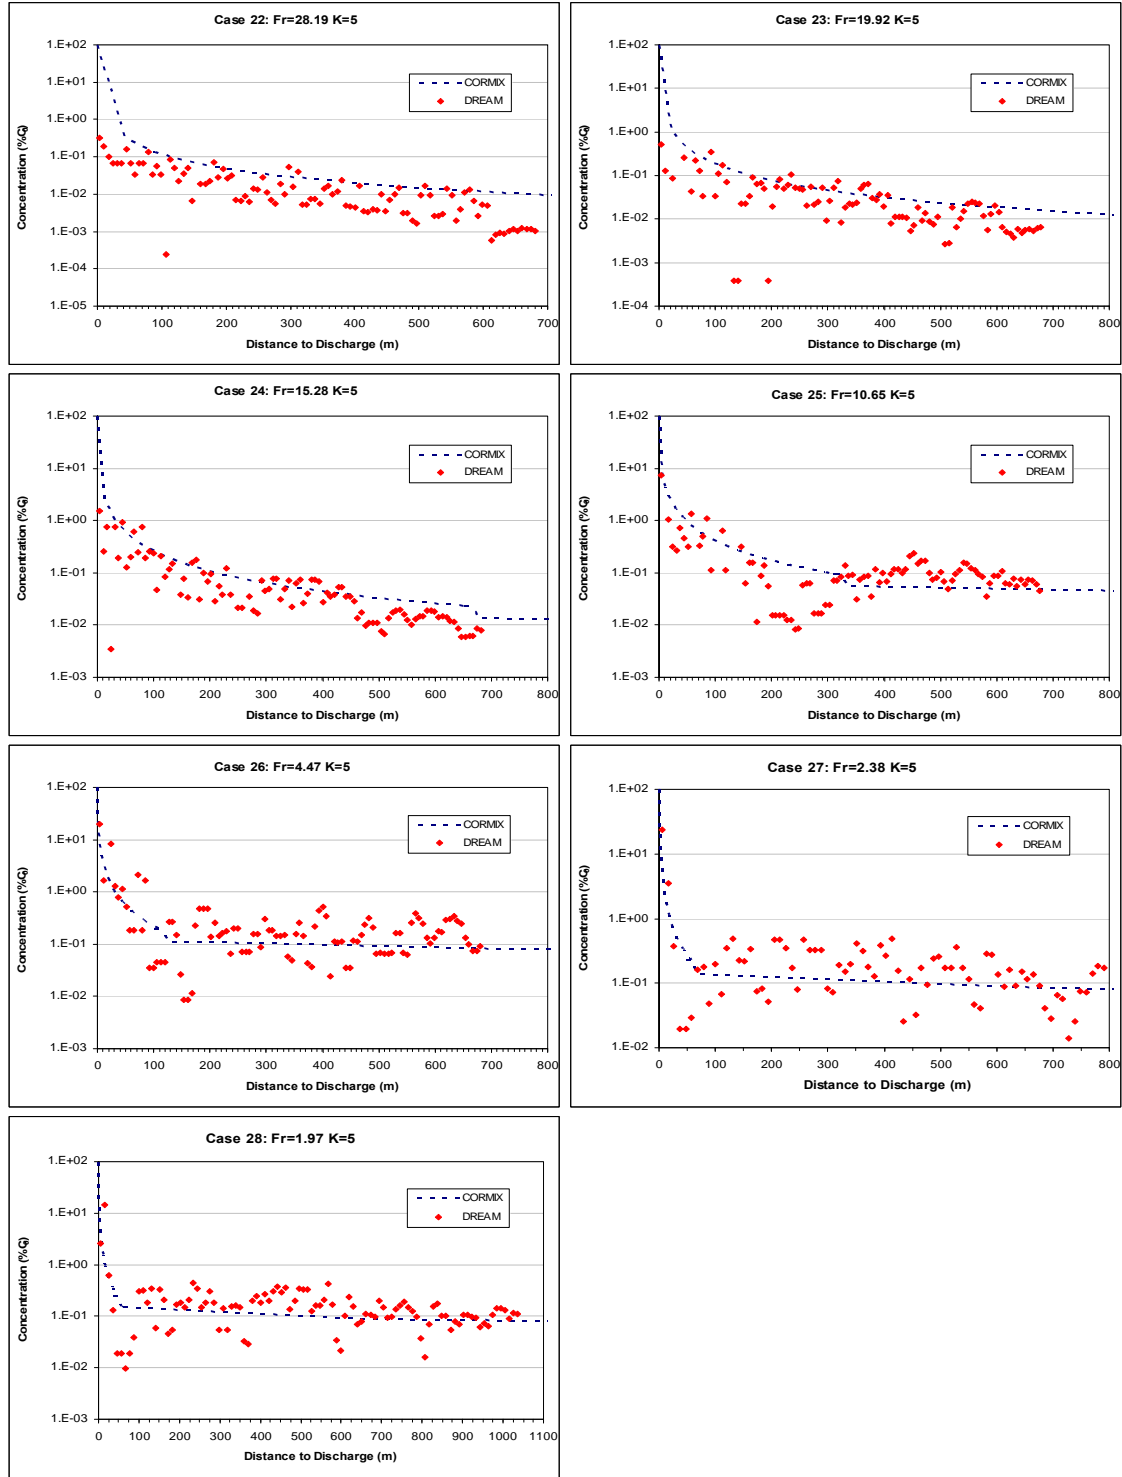 Case 22: Fr=28.19 K=5
Concentration (%C0)
1.E+02
1.E+01
1.E+00
1.E-01
1.E-02
1.E-03
1.E-04
1.E-05
CORMIX
DREAM
0 100 200 300 400 500 600 700
Distance to Discharge (m)
Case 23: Fr=19.92 K=5
Concentration (%C0)
1.E+02
1.E+01
1.E+00
1.E-01
1.E-02
1.E-03
1.E-04
CORMIX
DREAM
0 100 200 300 400 500 600 700 800
Distance to Discharge (m)
Case 24: Fr=15.28 K=5
Concentration (%C0)
1.E+02
1.E+01
1.E+00
1.E-01
1.E-02
1.E-03
CORMIX
DREAM
0 100 200 300 400 500 600 700 800
Distance to Discharge (m)
Case 25: Fr=10.65 K=5
Concentration (%C0)
1.E+02
1.E+01
1.E+00
1.E-01
1.E-02
1.E-03
CORMIX
DREAM
0 100 200 300 400 500 600 700 800
Distance to Discharge (m)
Case 26: Fr=4.47 K=5
Concentration (%C0)
1.E+02
1.E+01
1.E+00
1.E-01
1.E-02
1.E-03
CORMIX
DREAM
0 100 200 300 400 500 600 700 800
Distance to Discharge (m)
Case 27: Fr=2.38 K=5
Concentration (%C0)
1.E+02
1.E+01
1.E+00
1.E-01
1.E-02
CORMIX
DREAM
0 100 200 300 400 500 600 700 800
Distance to Discharge (m)
Case 28: Fr=1.97 K=5
Concentration (%C0)
1.E+02
1.E+01
1.E+00
1.E-01
1.E-02
1.E-03
CORMIX
DREAM
0 100 200 300 400 500 600 700 800 900 1000 1100
Distance to Discharge (m)